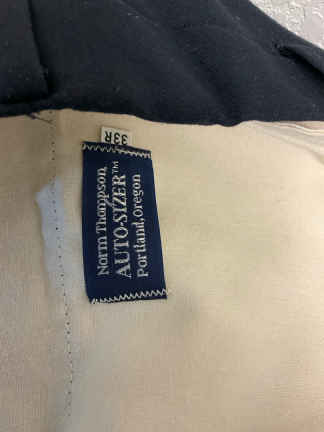 33R
Norm Thompson
AUTO-SIZER™
Portland, Oregon